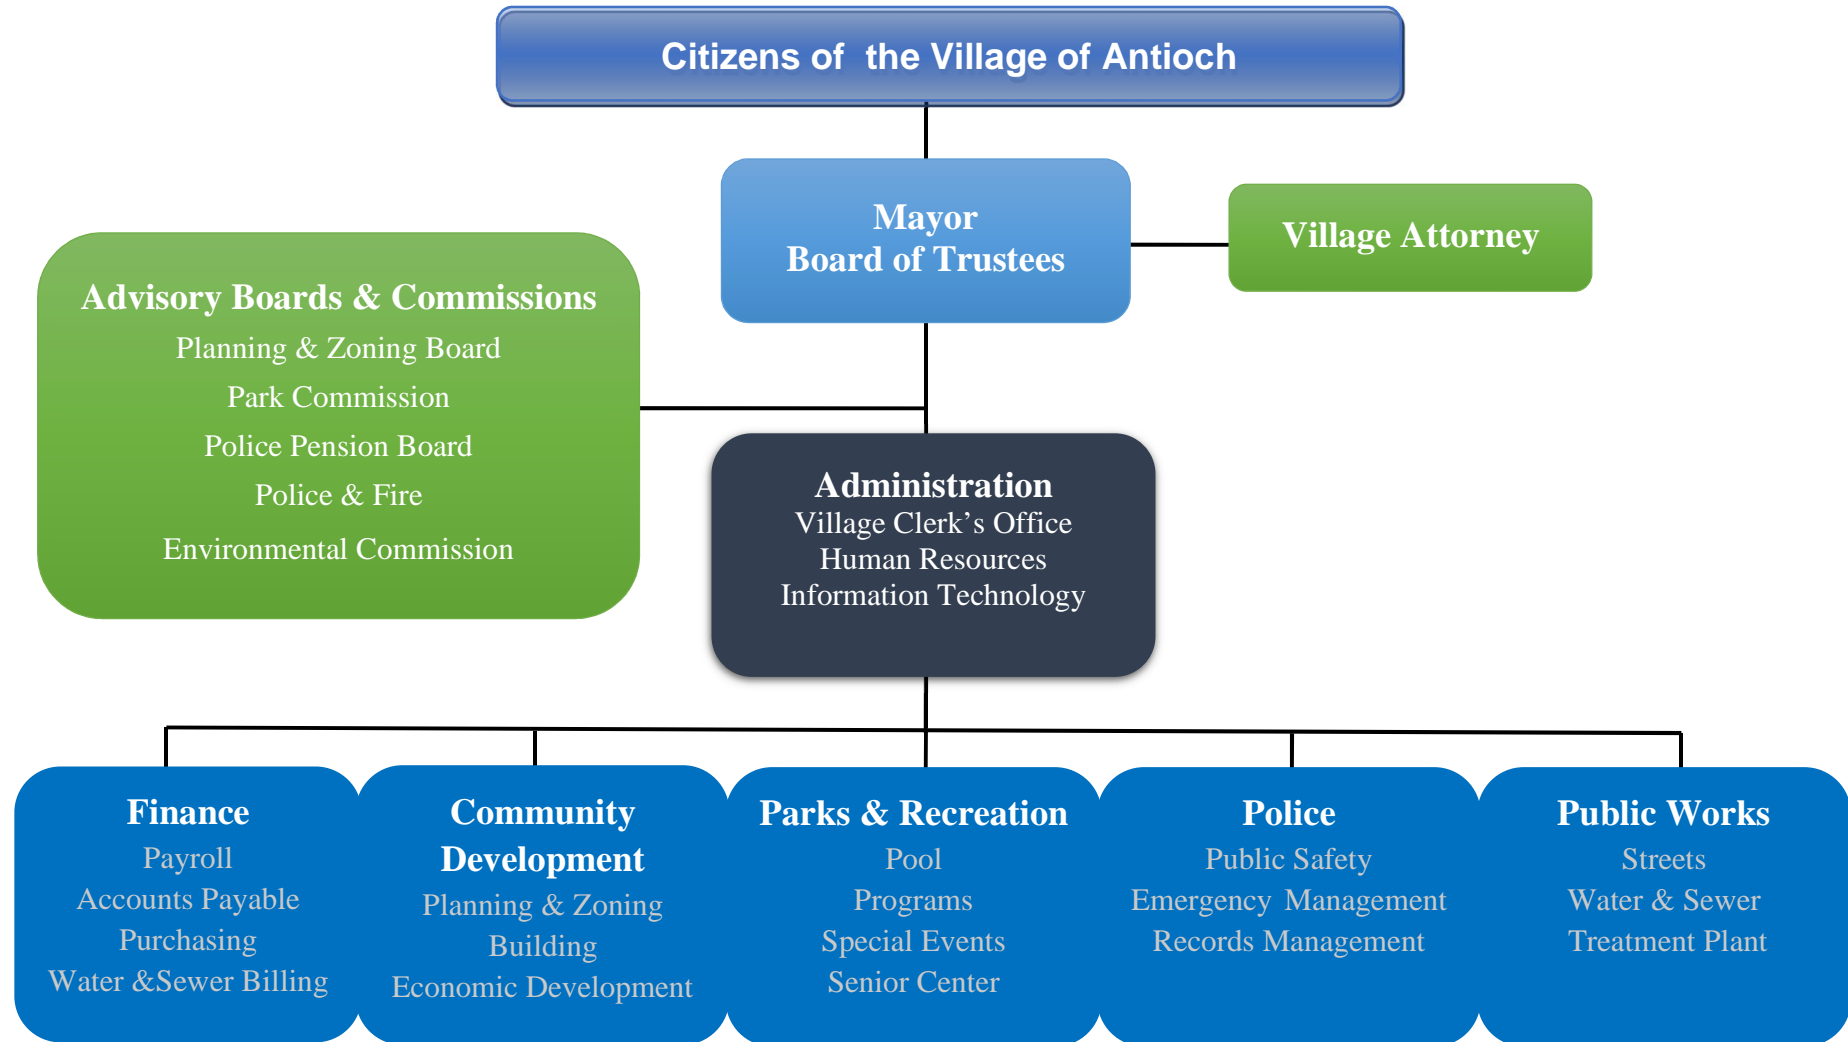 Citizens of the Village of Antioch
Mayor
Board of Trustees
Village Attorney
Advisory Boards & Commissions
Planning & Zoning Board
Park Commission
Police Pension Board
Police & Fire
Environmental Commission
Administration
Village Clerk’s Office
Human Resources
Information Technology
Finance
Payroll
Accounts Payable
Purchasing
Water &Sewer Billing
Community
Development
Planning & Zoning
Building
Economic Development
Parks & Recreation
Pool
Programs
Special Events
Senior Center
Police
Public Safety
Emergency Management
Records Management
Public Works
Streets
Water & Sewer
Treatment Plant